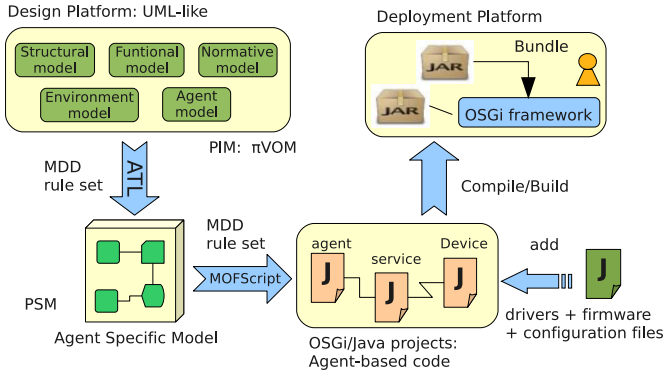 Design Platform: UML-like
Structural
model
Funtional
model
Normative
model
Environment
model
Agent
model
PIM: πVOM
MDD
rule set
ATL
PSM
Agent Specific Model
MDD
rule set
MOFScript
agent
J
service
J
Device
J
OSGi/Java projects:
Agent-based code
add
J
drivers + firmware
+ configuration files
Compile/Build
Deployment Platform
Bundle
JAR
JAR
OSGi framework